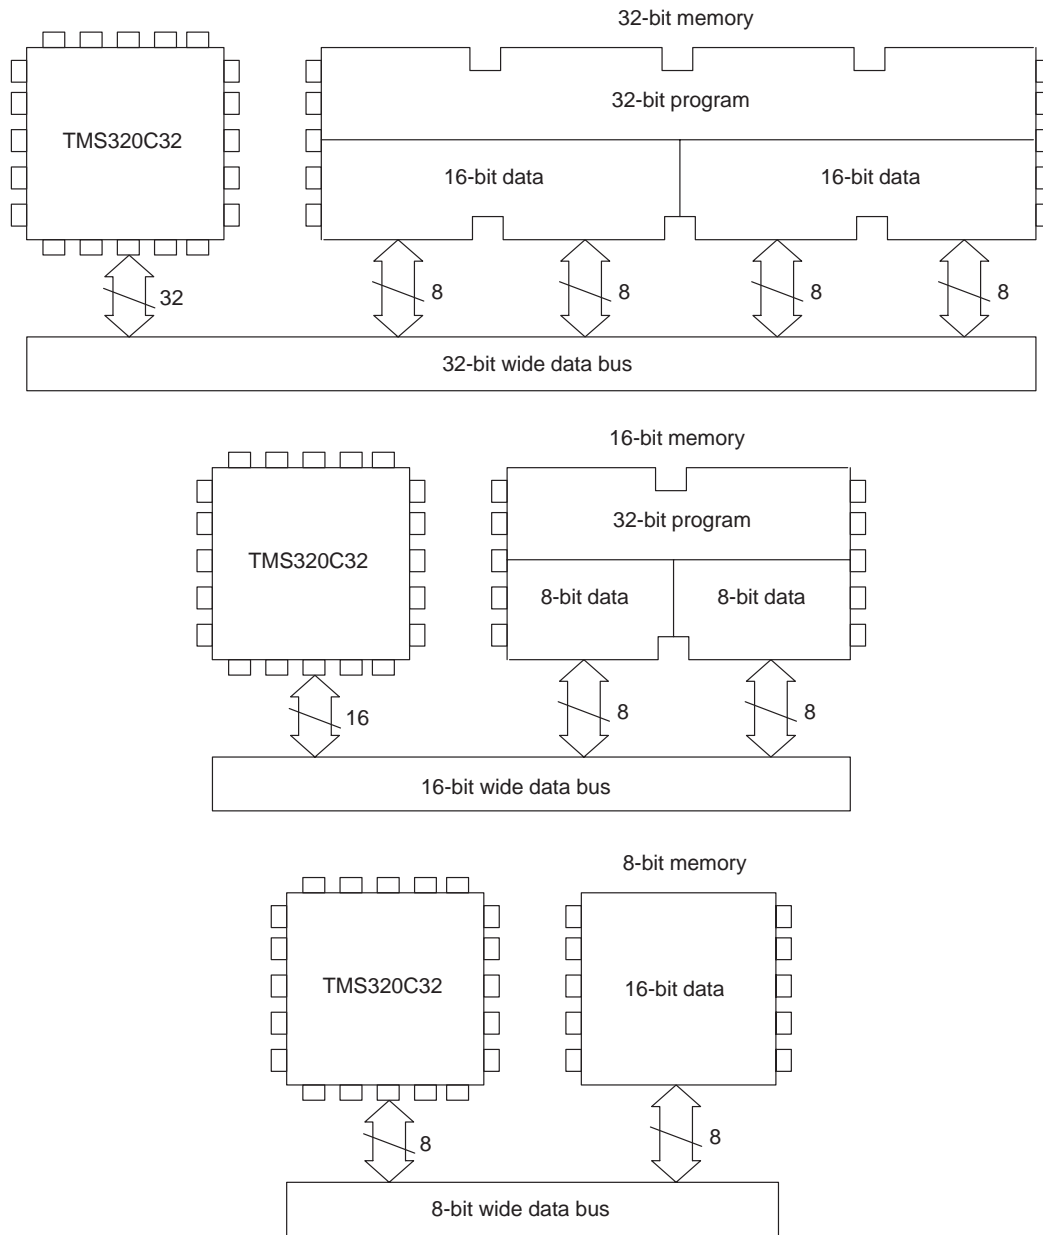 32-bit memory
TMS320C32
32-bit program
16-bit data
16-bit data
32
8
8
8
8
32-bit wide data bus
16-bit memory
TMS320C32
32-bit program
8-bit data
8-bit data
16
8
8
16-bit wide data bus
8-bit memory
TMS320C32
16-bit data
8
8
8-bit wide data bus